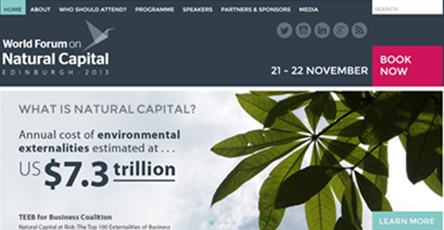 HOME ABOUT WHO SHOULD ATTEND? PROGRAMME SPEAKERS PARTNERS & SPONSORS MEDIA SEARCH
World Forum on
Natural Capital
EDINBURGH · 2013
21 - 22 NOVEMBER
BOOK
NOW
WHAT IS NATURAL CAPITAL?
Annual cost of environmental
externalities estimated at . . .
US $7.3 trillion
TEEB for Business Coalition
Natural Capital at Risk: The Top 100 Externalities of Business
LEARN MORE